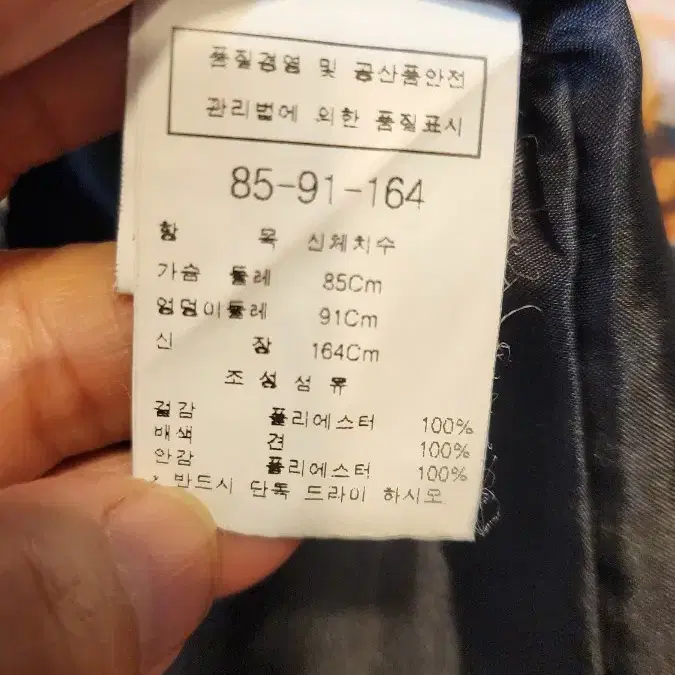 품질경영 및 공산품안전
관리법에 의한 품질표시
85-91-164
항 목 신체치수
가슴 둘레 85Cm
엉덩이둘레 91Cm
신 장 164Cm
조 성 섬 유
겉감 폴리에스터 100%
배색 견 100%
안감 폴리에스터 100%
* 반드시 단독 드라이 하시오